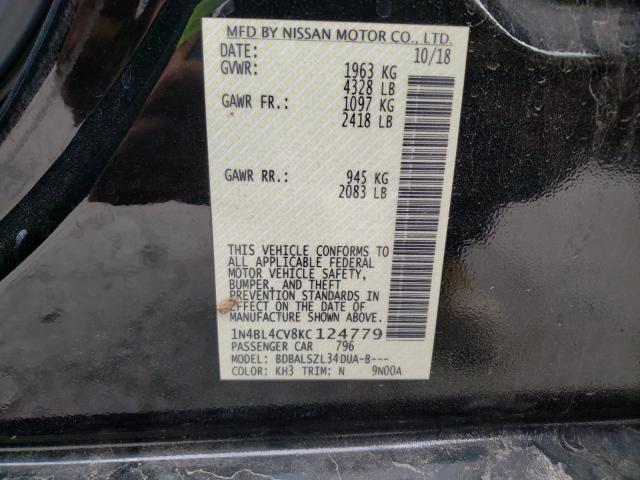 MFD BY NISSAN MOTOR CO., LTD.
DATE: 10/18
GVWR: 1963 KG
4328 LB
GAWR FR.: 1097 KG
2418 LB
GAWR RR.: 945 KG
2083 LB
THIS VEHICLE CONFORMS TO
ALL APPLICABLE FEDERAL
MOTOR VEHICLE SAFETY,
BUMPER, AND THEFT
PREVENTION STANDARDS IN
EFFECT ON THE DATE OF
MANUFACTURE SHOWN ABOVE.
1N4BL4CV8KC124779
PASSENGER CAR 796
MODEL: BDBALSZL34DUA-B---
COLOR: KH3 TRIM: N 9N00A